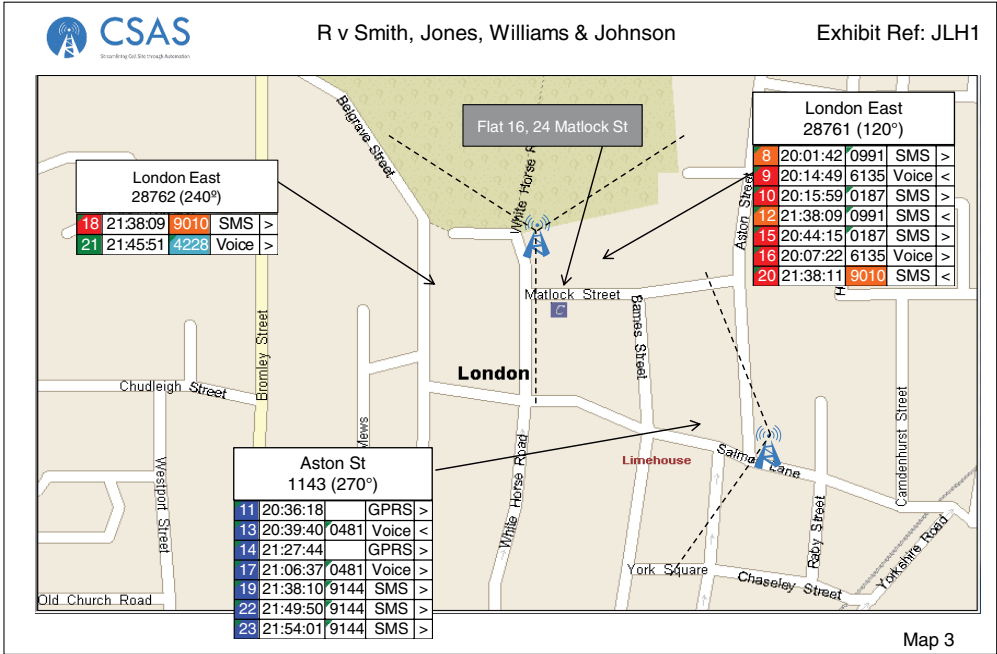 CSAS
Streamlining Cell Site through Automation
R v Smith, Jones, Williams & Johnson
Exhibit Ref: JLH1
Belgrave Street
Flat 16, 24 Matlock St
White Horse R
Aston Street
London East
28761 (120°)
8 20:01:42 0991 SMS >
9 20:14:49 6135 Voice <
10 20:15:59 0187 SMS >
12 21:38:09 0991 SMS <
15 20:44:15 0187 SMS >
16 20:07:22 6135 Voice >
20 21:38:11 9010 SMS <
London East
28762 (240º)
18 21:38:09 9010 SMS >
21 21:45:51 4228 Voice >
Matlock Street
H
C
Barnes Street
Bromley Street
London
Chudleigh Street
Mews
Westport Street
White Horse Road
Limehouse
Salmon Lane
Camdenhurst Street
Aston St
1143 (270°)
11 20:36:18 GPRS >
13 20:39:40 0481 Voice <
14 21:27:44 GPRS >
17 21:06:37 0481 Voice >
19 21:38:10 9144 SMS >
22 21:49:50 9144 SMS >
23 21:54:01 9144 SMS >
Raby Street
Yorkshire Road
York Square
Chaseley Street
Old Church Road
Map 3